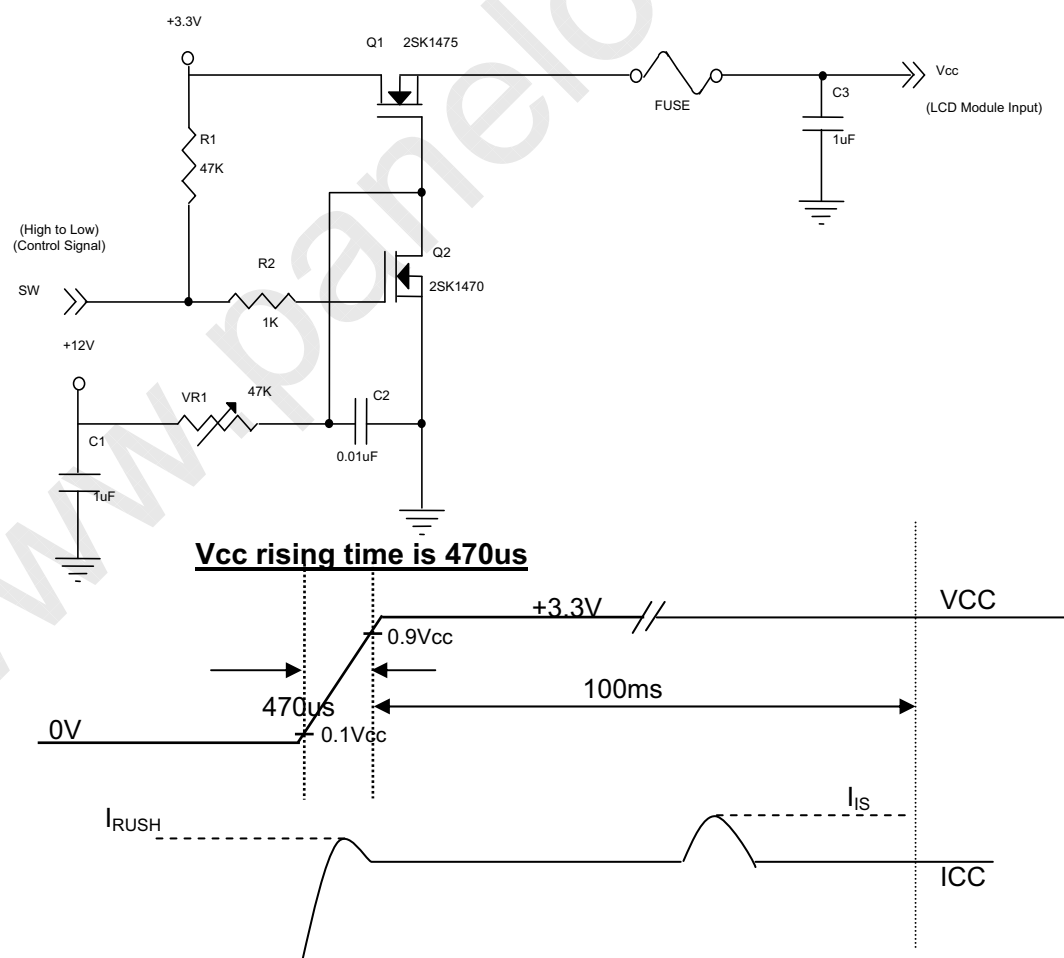 +3.3V
Q1 2SK1475
Vcc
FUSE
C3
(LCD Module Input)
R1
1uF
47K
(High to Low)
(Control Signal)
Q2
R2
SW
2SK1470
1K
+12V
VR1
47K
C2
C1
0.01uF
1uF
Vcc rising time is 470us
+3.3V
VCC
0.9Vcc
100ms
470us
0V
0.1Vcc
IRUSH
IIS
ICC
www.panelo